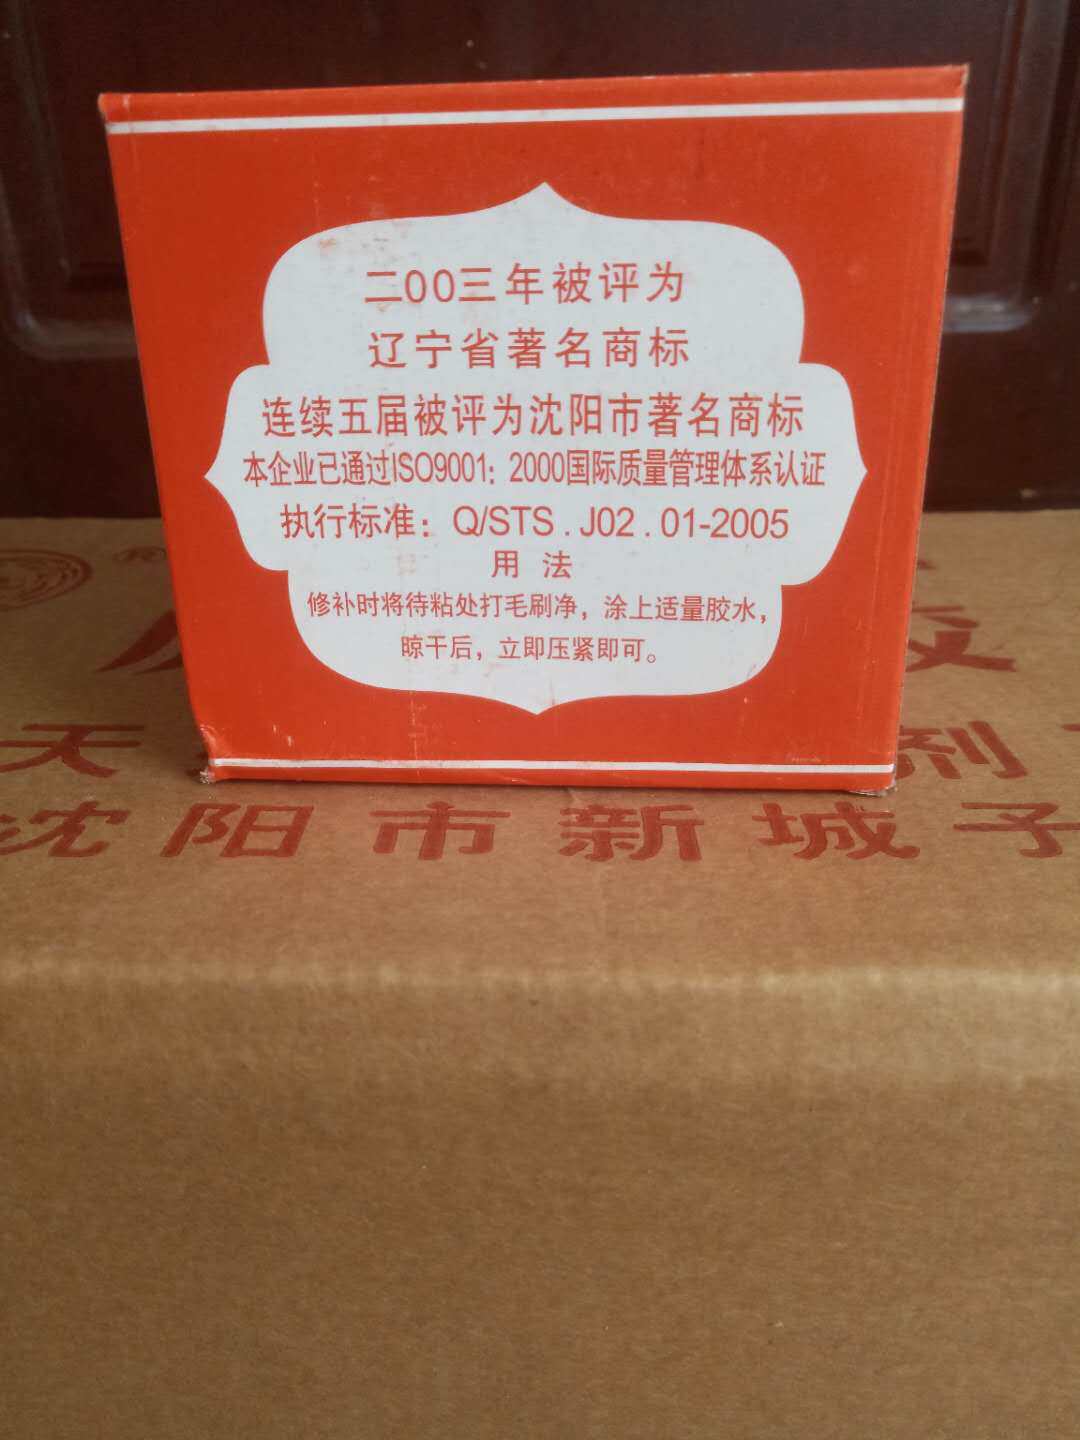 二00三年被评为
辽宁省著名商标
连续五届被评为沈阳市著名商标
本企业已通过ISO9001：2000国际质量管理体系认证
执行标准：Q/STS.J02.01-2005
用 法
修补时将待粘处打毛刷净，涂上适量胶水，
晾干后，立即压紧即可。
®
天 剂
沈阳市新城子